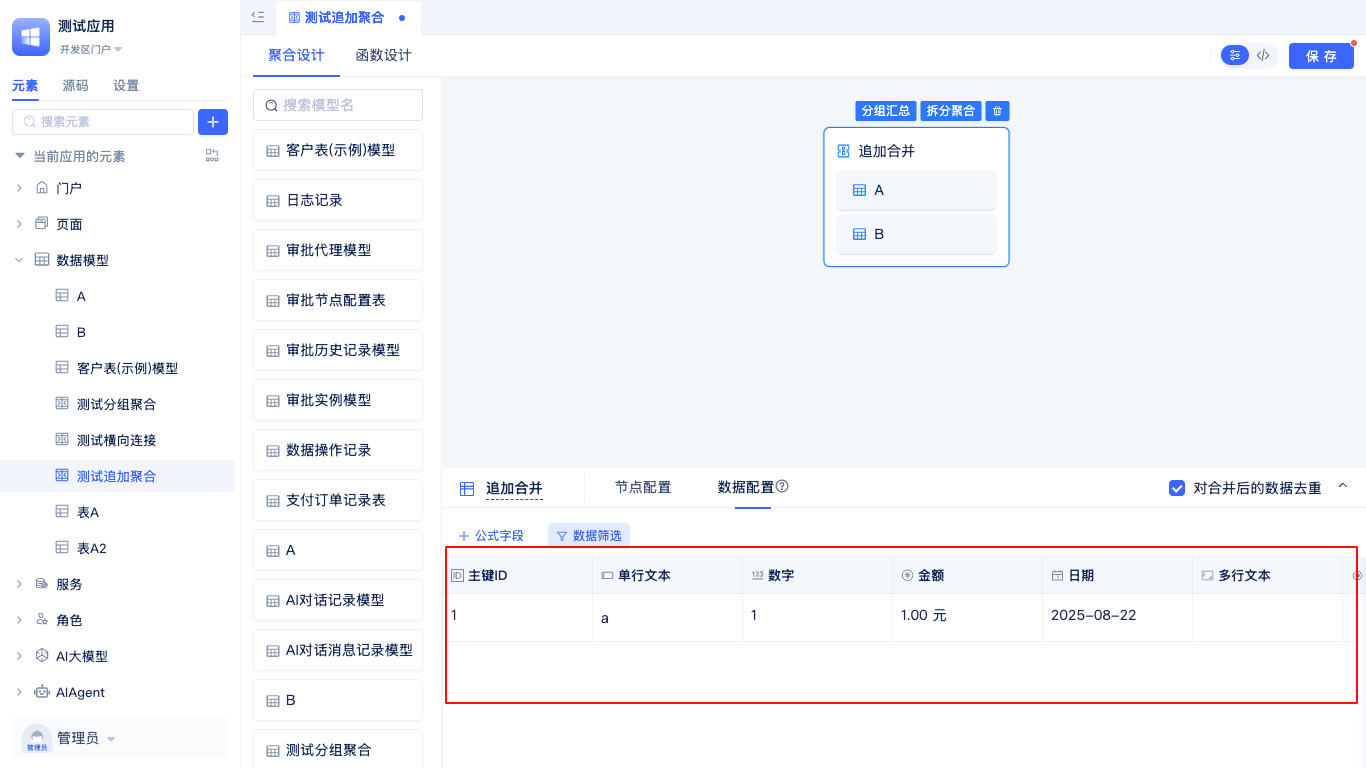 测试应用
开发区门户
元素
源码
设置
搜索元素
当前应用的元素
门户
页面
数据模型
A
B
客户表(示例)模型
测试分组聚合
测试横向连接
测试追加聚合
表A
表A2
服务
角色
AI大模型
AIAgent
管理员
管理员
测试追加聚合
聚合设计
函数设计
保 存
搜索模型名
客户表(示例)模型
日志记录
审批代理模型
审批节点配置表
审批历史记录模型
审批实例模型
数据操作记录
支付订单记录表
A
AI对话记录模型
AI对话消息记录模型
B
测试分组聚合
分组汇总
拆分聚合
追加合并
A
B
追加合并
节点配置
数据配置
对合并后的数据去重
公式字段
数据筛选
主键ID
单行文本
数字
金额
日期
多行文本
1
a
1
1.00 元
2025-08-22